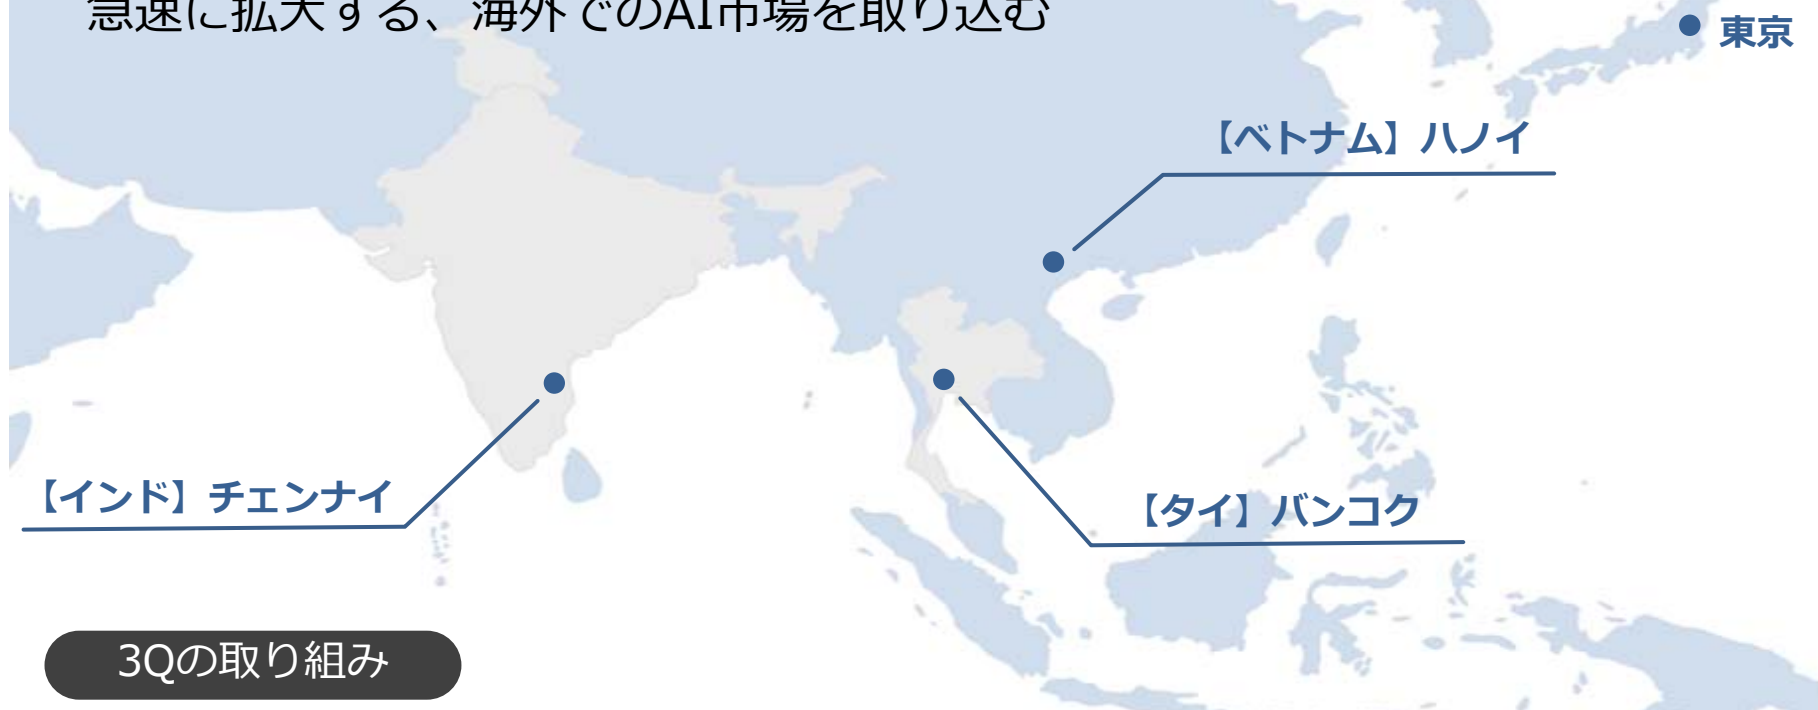 急速に拡大する、海外でのAI市場を取り込む
東京
【ベトナム】ハノイ
【インド】チェンナイ
【タイ】バンコク
3Qの取り組み